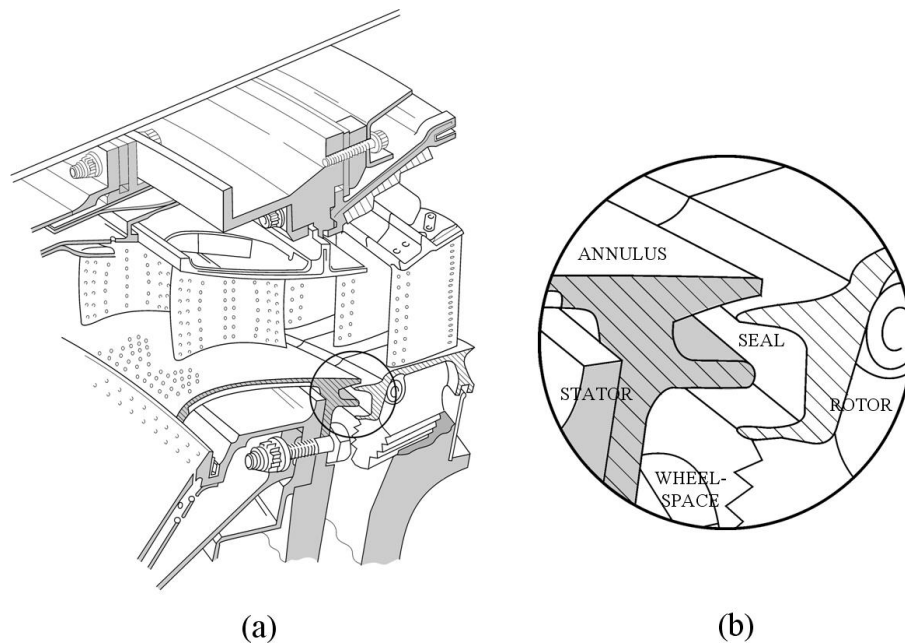 ANNULUS
SEAL
STATOR
ROTOR
WHEEL-
SPACE
(a)
(b)